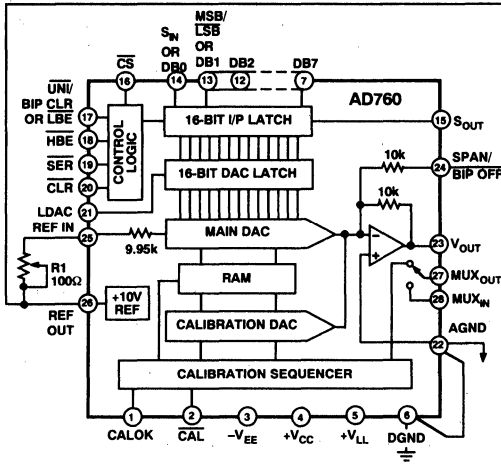 MSB/
S̅I̅N̅ LSB
OR OR
DB0 DB1 DB2 DB7
CS
16 14 13 12 7
AD760
UNI/
BIP CLR
OR LBE
17
HBE
18
SER
19
CLR
20
LDAC
21
REF IN
25
CONTROL
LOGIC
16-BIT I/P LATCH
15
SOUT
16-BIT DAC LATCH
10k
24
SPAN/
BIP OFF
10k
9.95k
MAIN DAC
23
VOUT
R1
100Ω
RAM
27
MUXOUT
26
REF
OUT
+10V
REF
28
MUXIN
CALIBRATION DAC
AGND
22
CALIBRATION SEQUENCER
1 2 3 4 5 6
CALOK CAL –VEE +VCC +VLL DGND